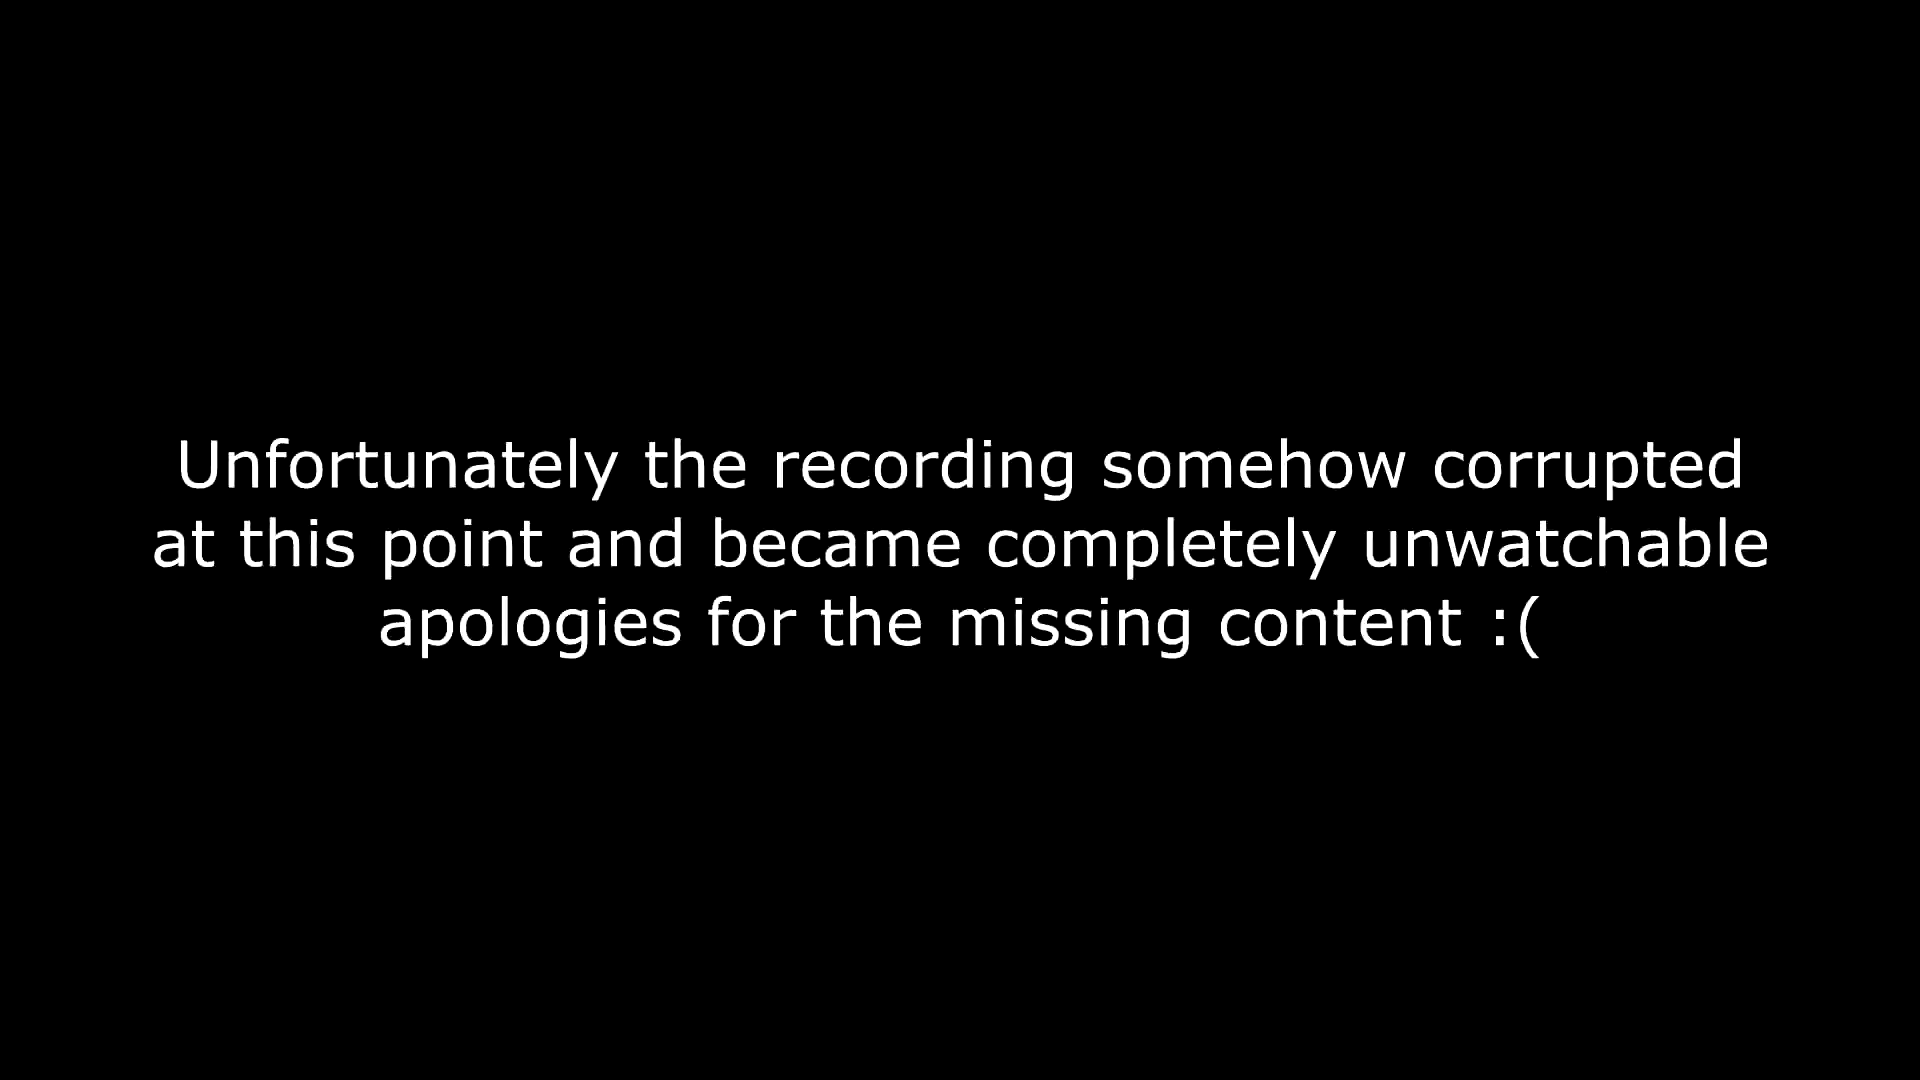 Unfortunately the recording somehow corrupted
at this point and became completely unwatchable
apologies for the missing content :(